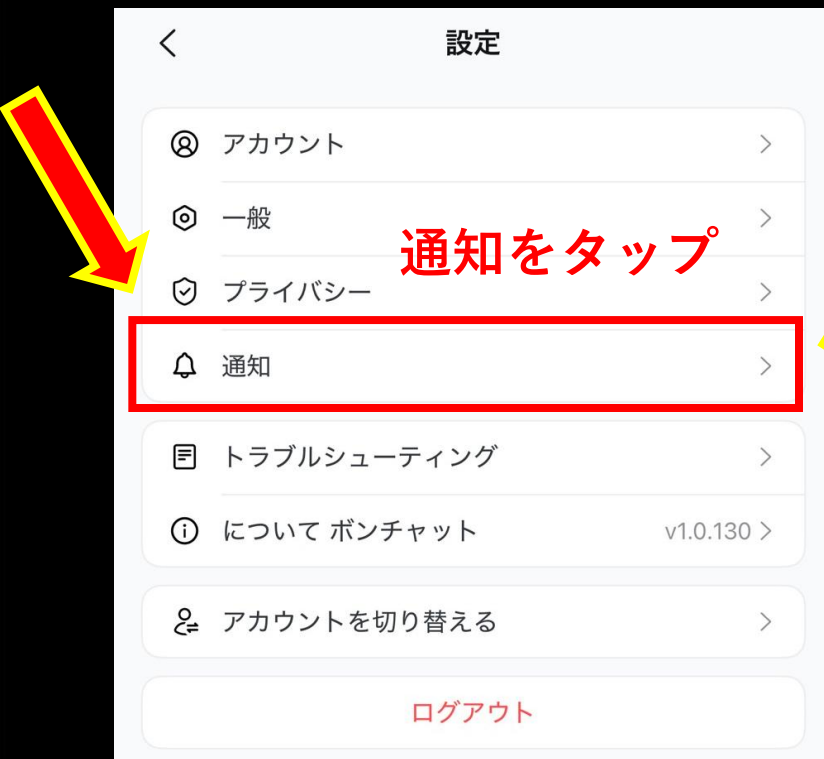 設定
アカウント
一般
通知をタップ
プライバシー
通知
トラブルシューティング
について ボンチャット
v1.0.130
アカウントを切り替える
ログアウト